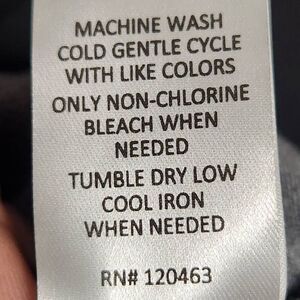 MACHINE WASH
COLD GENTLE CYCLE
WITH LIKE COLORS
ONLY NON-CHLORINE
BLEACH WHEN
NEEDED
TUMBLE DRY LOW
COOL IRON
WHEN NEEDED
RN# 120463